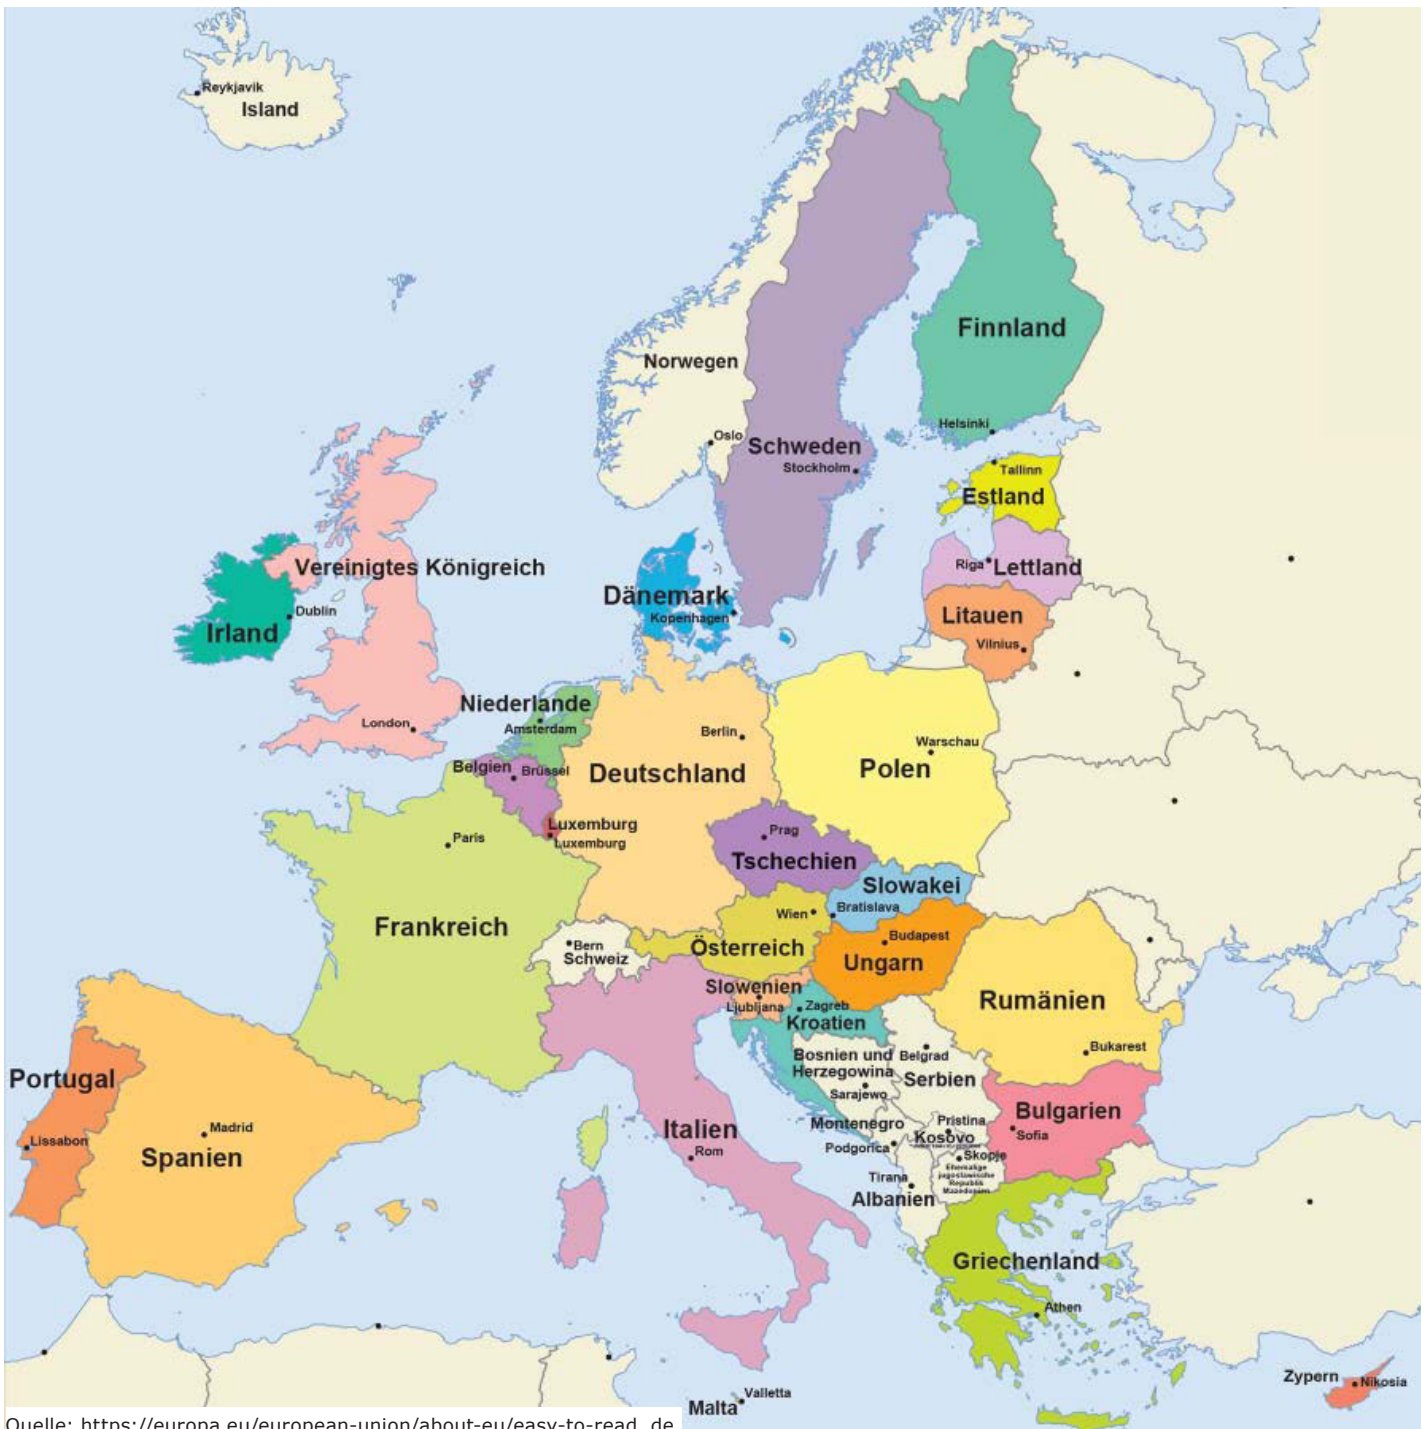 Reykjavik
Island
Finnland
Norwegen
Helsinki
Oslo
Schweden
Stockholm
Tallinn
Estland
Vereinigtes Königreich
Riga
Lettland
Dänemark
Kopenhagen
Dublin
Irland
Litauen
Vilnius
Niederlande
Amsterdam
London
Berlin
Warschau
Belgien
Brüssel
Deutschland
Polen
Luxemburg
Luxemburg
Paris
Prag
Tschechien
Slowakei
Bratislava
Wien
Frankreich
Österreich
Budapest
Ungarn
Bern
Schweiz
Slowenien
Ljubljana
Zagreb
Kroatien
Rumänien
Bukarest
Bosnien und
Herzegowina
Sarajewo
Belgrad
Serbien
Portugal
Lissabon
Madrid
Spanien
Italien
Rom
Montenegro
Podgorica
Pristina
Kosovo
Bulgarien
Sofia
Skopje
Ehemalige
jugoslawische
Republik
Mazedonien
Tirana
Albanien
Griechenland
Athen
Zypern
Nikosia
Valletta
Malta
Quelle: https://europa.eu/european-union/about-eu/easy-to-read_de